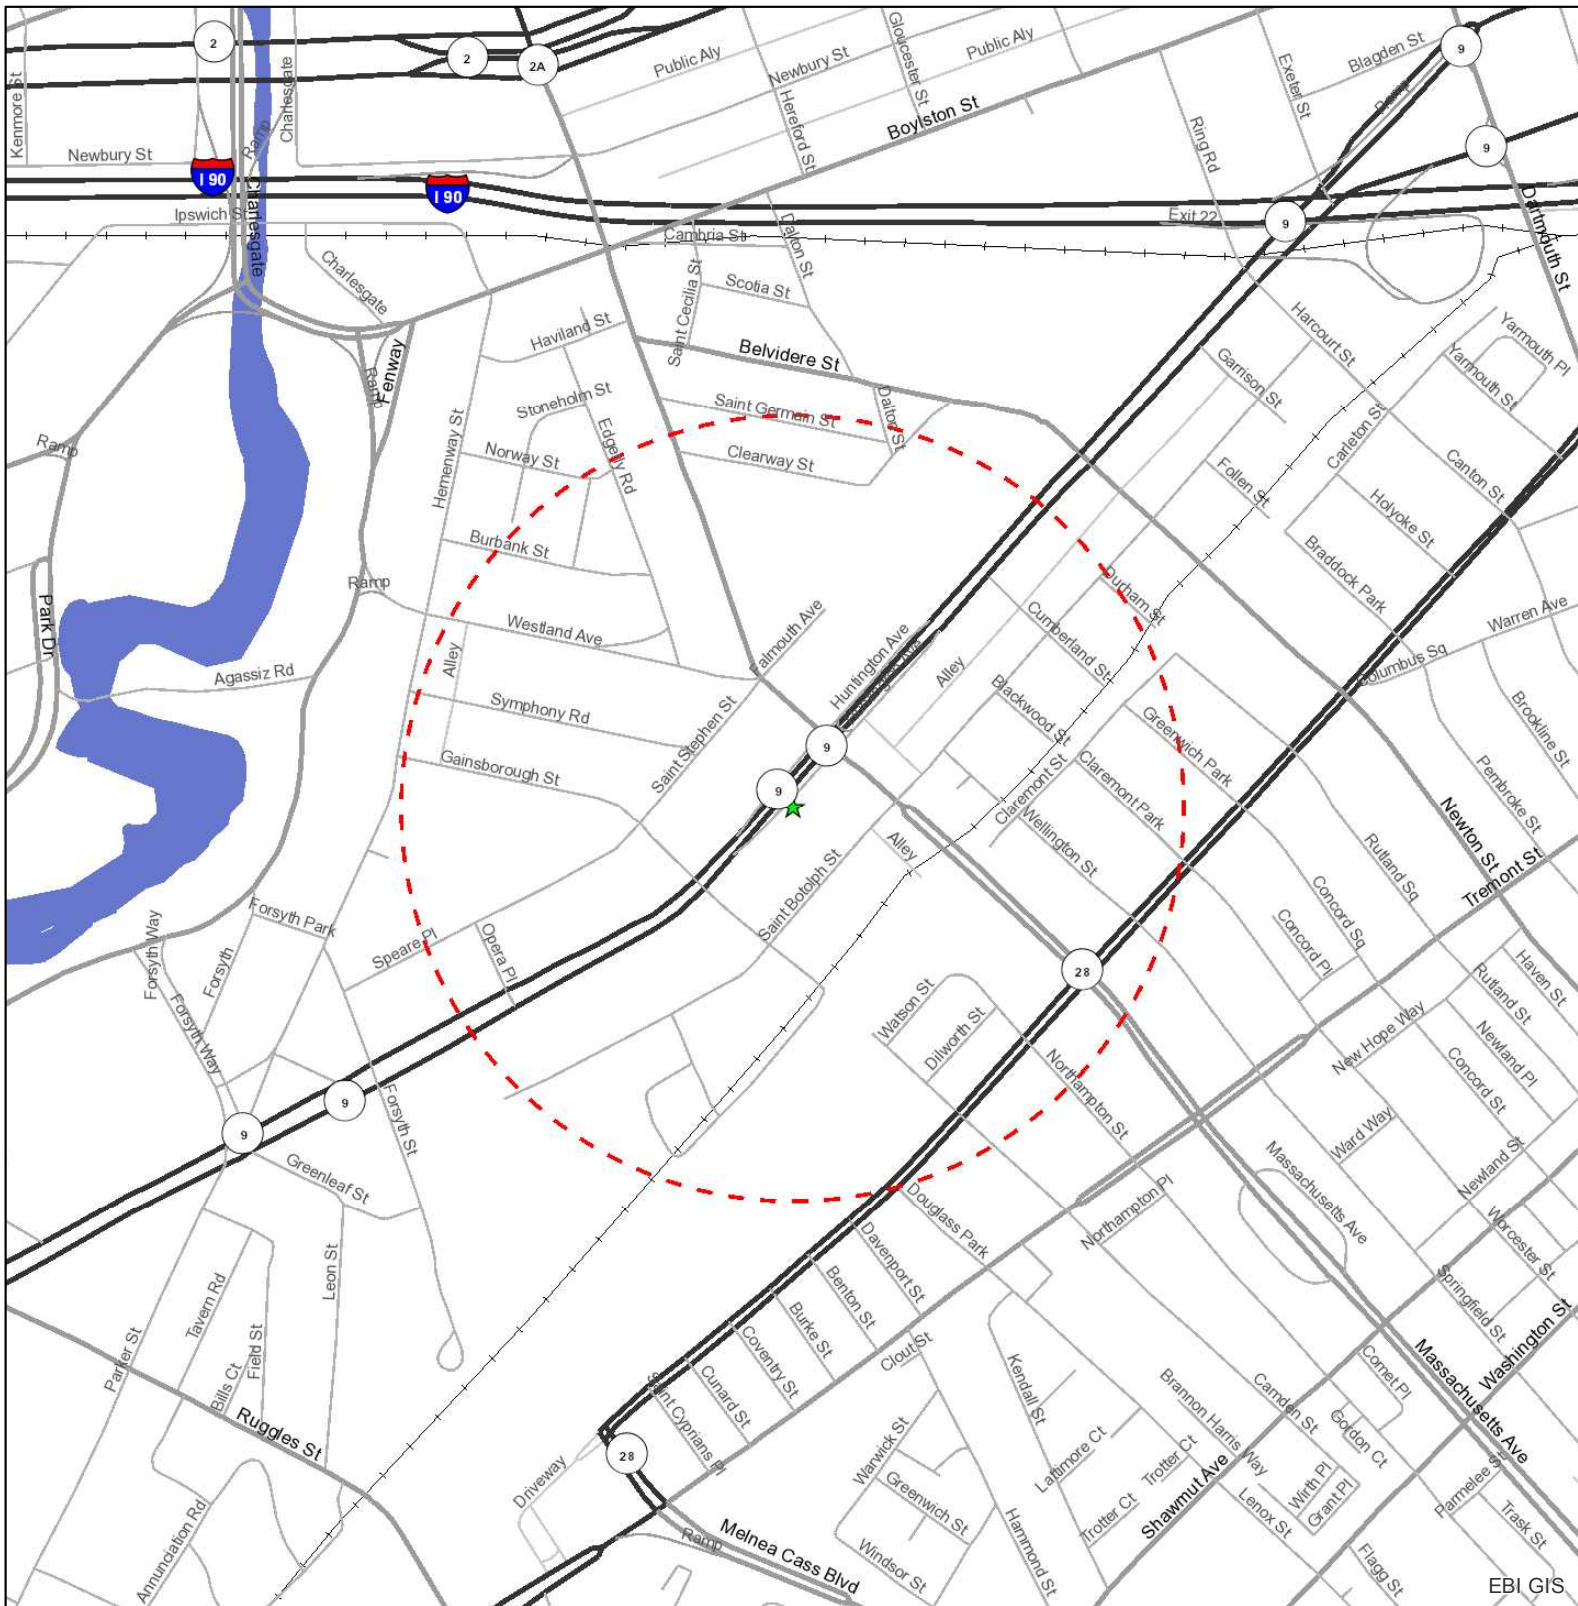 2
2
2A
9
Kenmore St
Charlesgate
Public Aly
Newbury St
Gloucester St
Public Aly
Exeter St
Blagden St
Ramp
Hereford St
Boylston St
Ramp
Newbury St
I 90
I 90
Ring Rd
9
Ipswich St
Charlesgate
Exit 22
9
Dartmouth St
Cambria St
Dalton St
Charlesgate
Saint Cecilia St
Scotia St
Haviland St
Belvidere St
Harcourt St
Yarmouth Pl
Yarmouth St
Garrison St
Fenway
Ramp
Stoneholm St
Saint Germain St
Dalton St
Carleton St
Ramp
Hemenway St
Edgerly Rd
Norway St
Clearway St
Follen St
Canton St
Holyoke St
Burbank St
Braddock Park
Ramp
Park Dr
Westland Ave
Falmouth Ave
Durham St
Cumberland St
Warren Ave
Columbus Sq
Alley
Agassiz Rd
Huntington Ave
Alley
Symphony Rd
Blackwood St
Greenwich Park
Brookline St
Saint Stephen St
9
Gainsborough St
9
Claremont St
Claremont Park
Pembroke St
Newton St
Wellington St
Alley
Rutland Sq
Tremont St
Saint Botolph St
Concord Sq
Concord Pl
Forsyth Park
Forsyth Way
Forsyth
Speare Pl
Opera Pl
28
Haven St
Rutland St
Watson St
Dilworth St
New Hope Way
Newland Pl
Forsyth Way
Northampton St
Concord St
9
9
Forsyth St
Ward Way
Massachusetts Ave
Newland St
Greenleaf St
Douglass Park
Northampton Pl
Worcester St
Davenport St
Leon St
Benton St
Springfield St
Tavern Rd
Burke St
Washington St
Parker St
Field St
Coventry St
Clout St
Massachusetts Ave
Comet Pl
Bills Ct
Cunard St
Kendall St
Camden St
Brannon Harris Way
Saint Cyprians Pl
Ruggles St
Gordon Ct
Warwick St
Lattimore Ct
28
Trotter Ct
Shawmut Ave
Wirth Pl
Grant Pl
Parmelee St
Driveway
Greenwich St
Lenox St
Trask St
Annunciation Rd
Trotter Ct
Hammond St
Melnea Cass Blvd
Ramp
Windsor St
Flagg St
EBI GIS